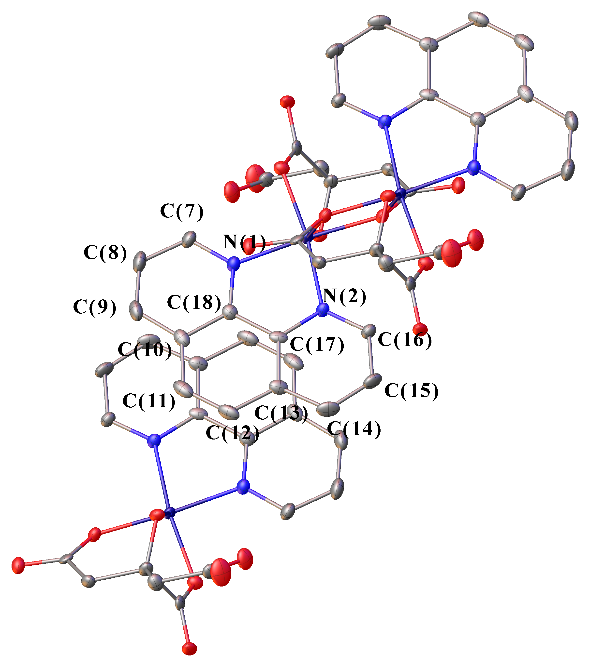 C(7)
N(1)
C(8)
N(2)
C(9)
C(18)
C(16)
C(17)
C(10)
C(15)
C(11)
C(13)
C(12)
C(14)